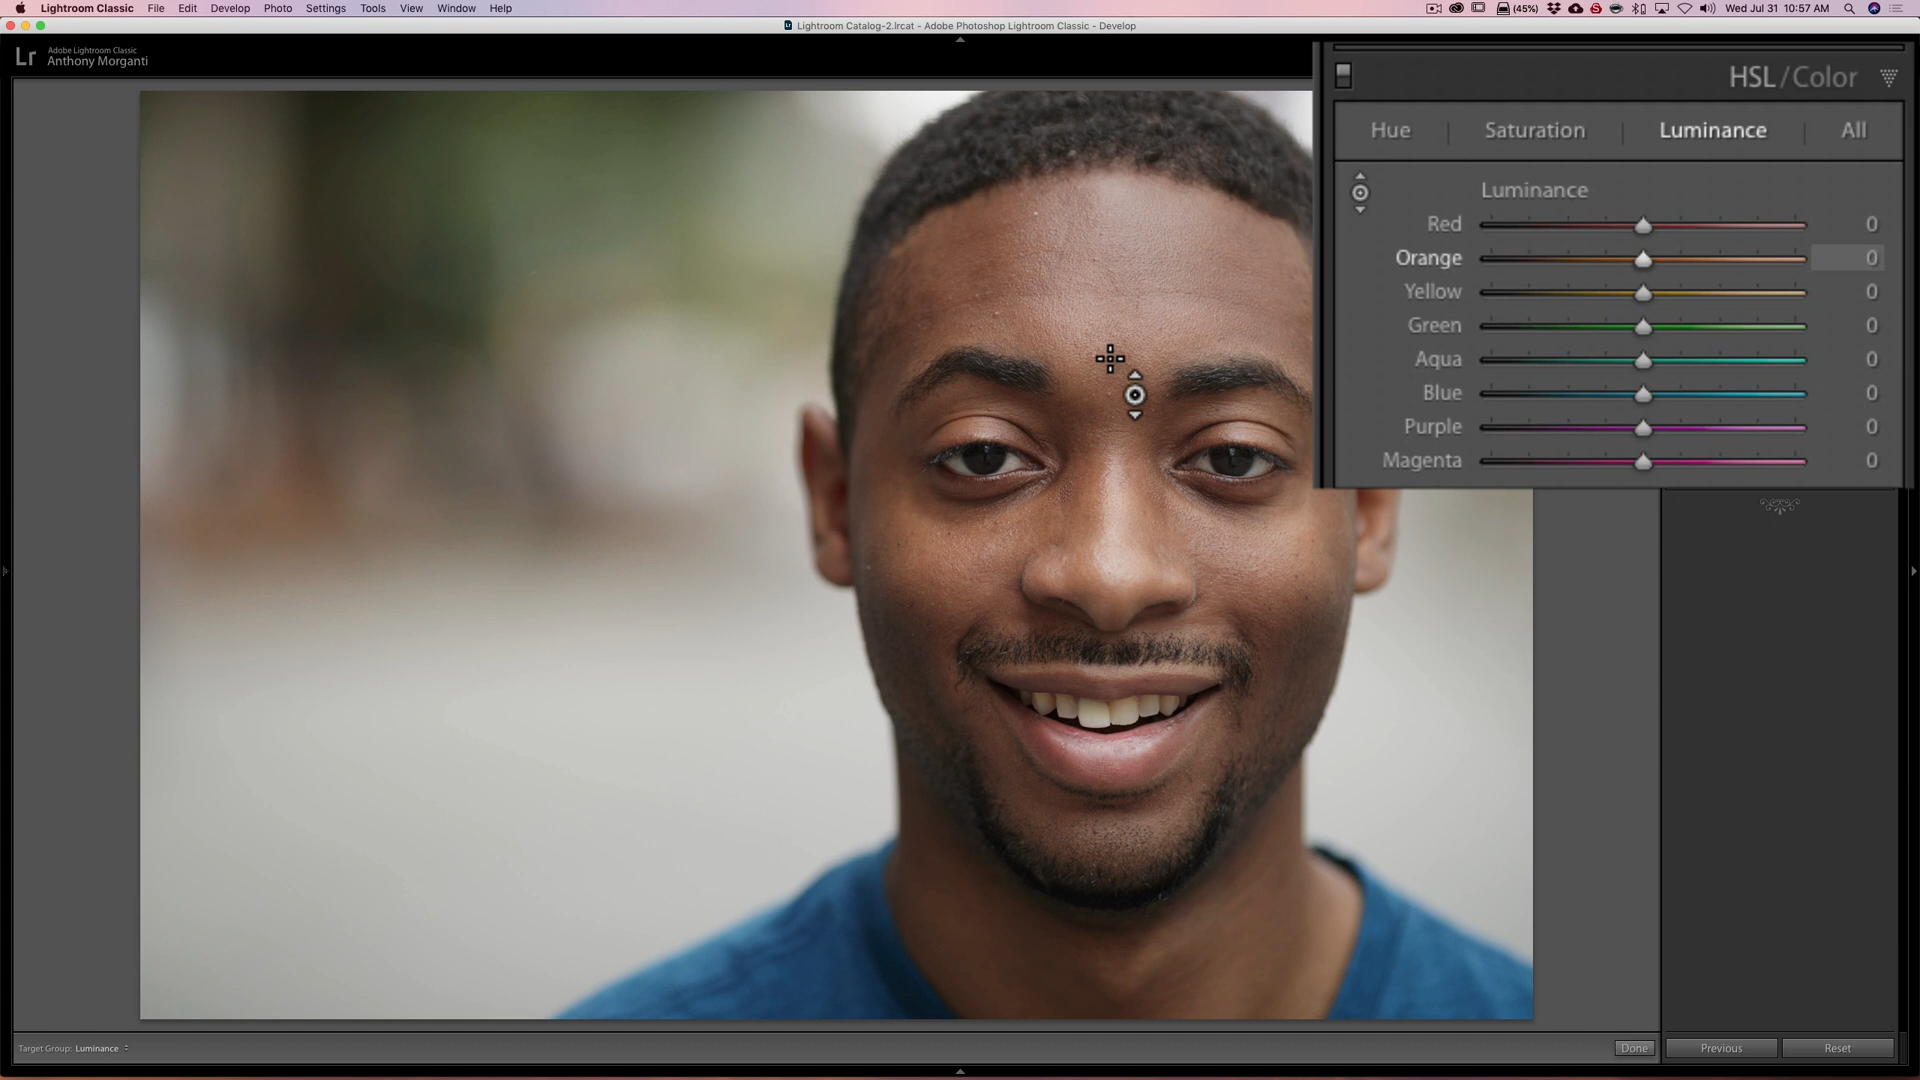 Lightroom Classic File Edit Develop Photo Settings Tools View Window Help (45%) Wed Jul 31 10:57 AM
Lightroom Catalog-2.lrcat - Adobe Photoshop Lightroom Classic - Develop
Lr
Adobe Lightroom Classic
Anthony Morganti
HSL / Color
Hue Saturation Luminance All
Luminance
Red 0
Orange 0
Yellow 0
Green 0
Aqua 0
Blue 0
Purple 0
Magenta 0
Target Group: Luminance Done Previous Reset